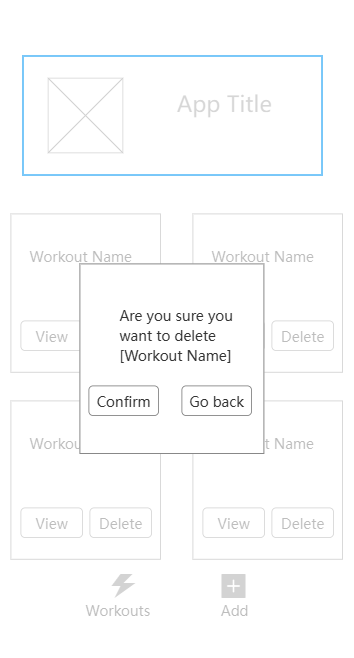 App Title
Workout Name
Workout Name
Are you sure you
want to delete
[Workout Name]
View
Delete
Confirm
Go back
Workou
t Name
View
Delete
View
Delete
Workouts
Add